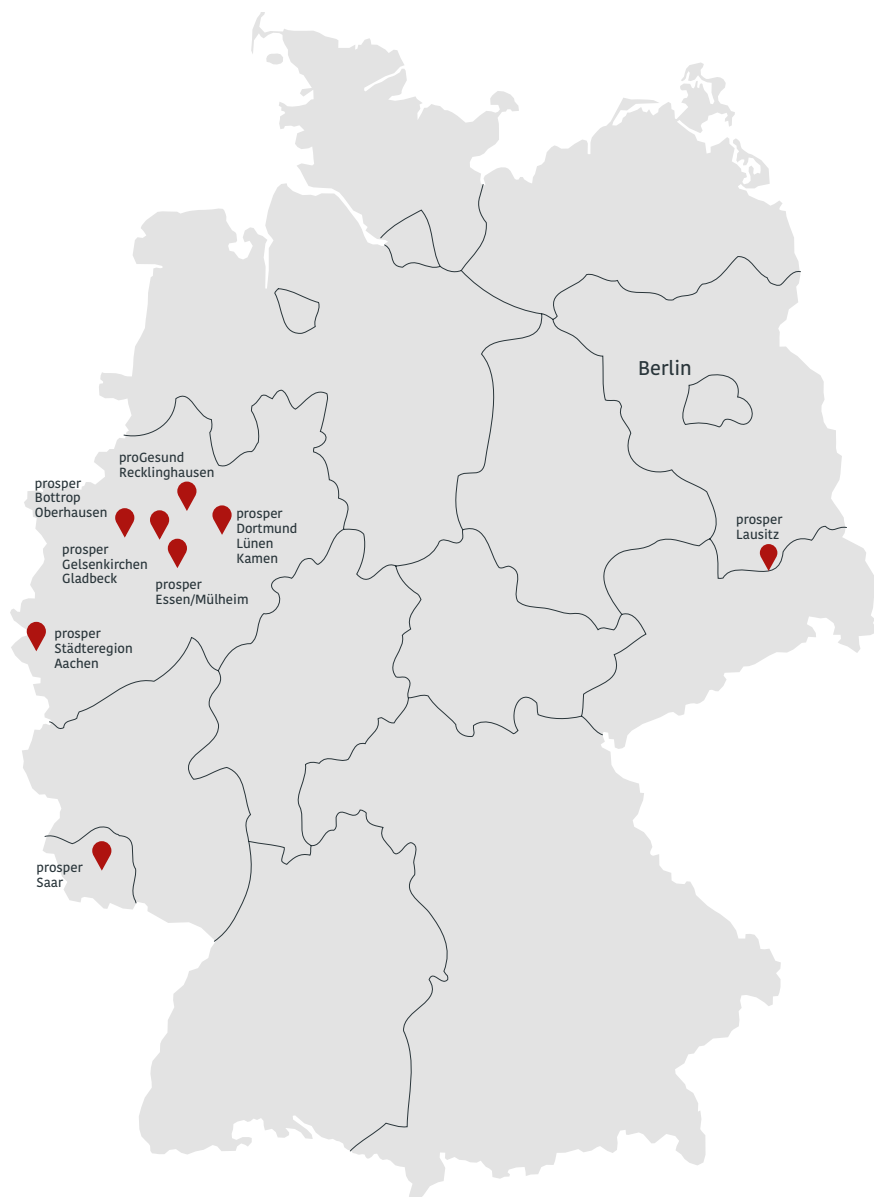 Berlin
proGesund
Recklinghausen
prosper
Bottrop
Oberhausen
prosper
Dortmund
Lünen
Kamen
prosper
Lausitz
prosper
Gelsenkirchen
Gladbeck
prosper
Essen/Mülheim
prosper
Städteregion
Aachen
prosper
Saar